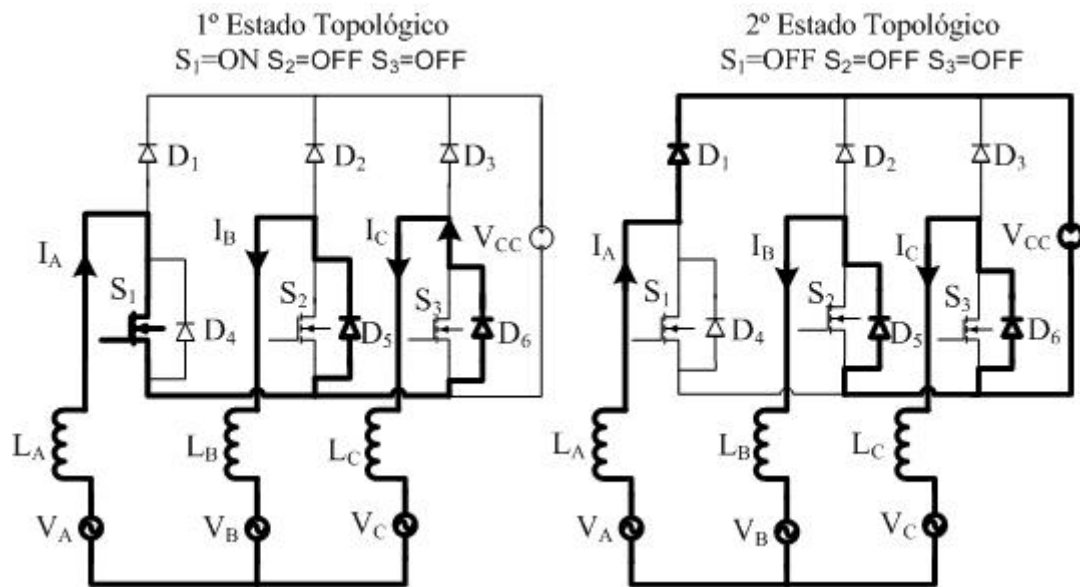 1º Estado Topológico
S₁=ON S₂=OFF S₃=OFF
D₁
D₂
D₃
I_A
I_B
I_C
V_CC
S₁
S₂
S₃
D₄
D₅
D₆
L_A
L_B
L_C
V_A
V_B
V_C
2º Estado Topológico
S₁=OFF S₂=OFF S₃=OFF
D₁
D₂
D₃
I_A
I_B
I_C
V_CC
S₁
S₂
S₃
D₄
D₅
D₆
L_A
L_B
L_C
V_A
V_B
V_C